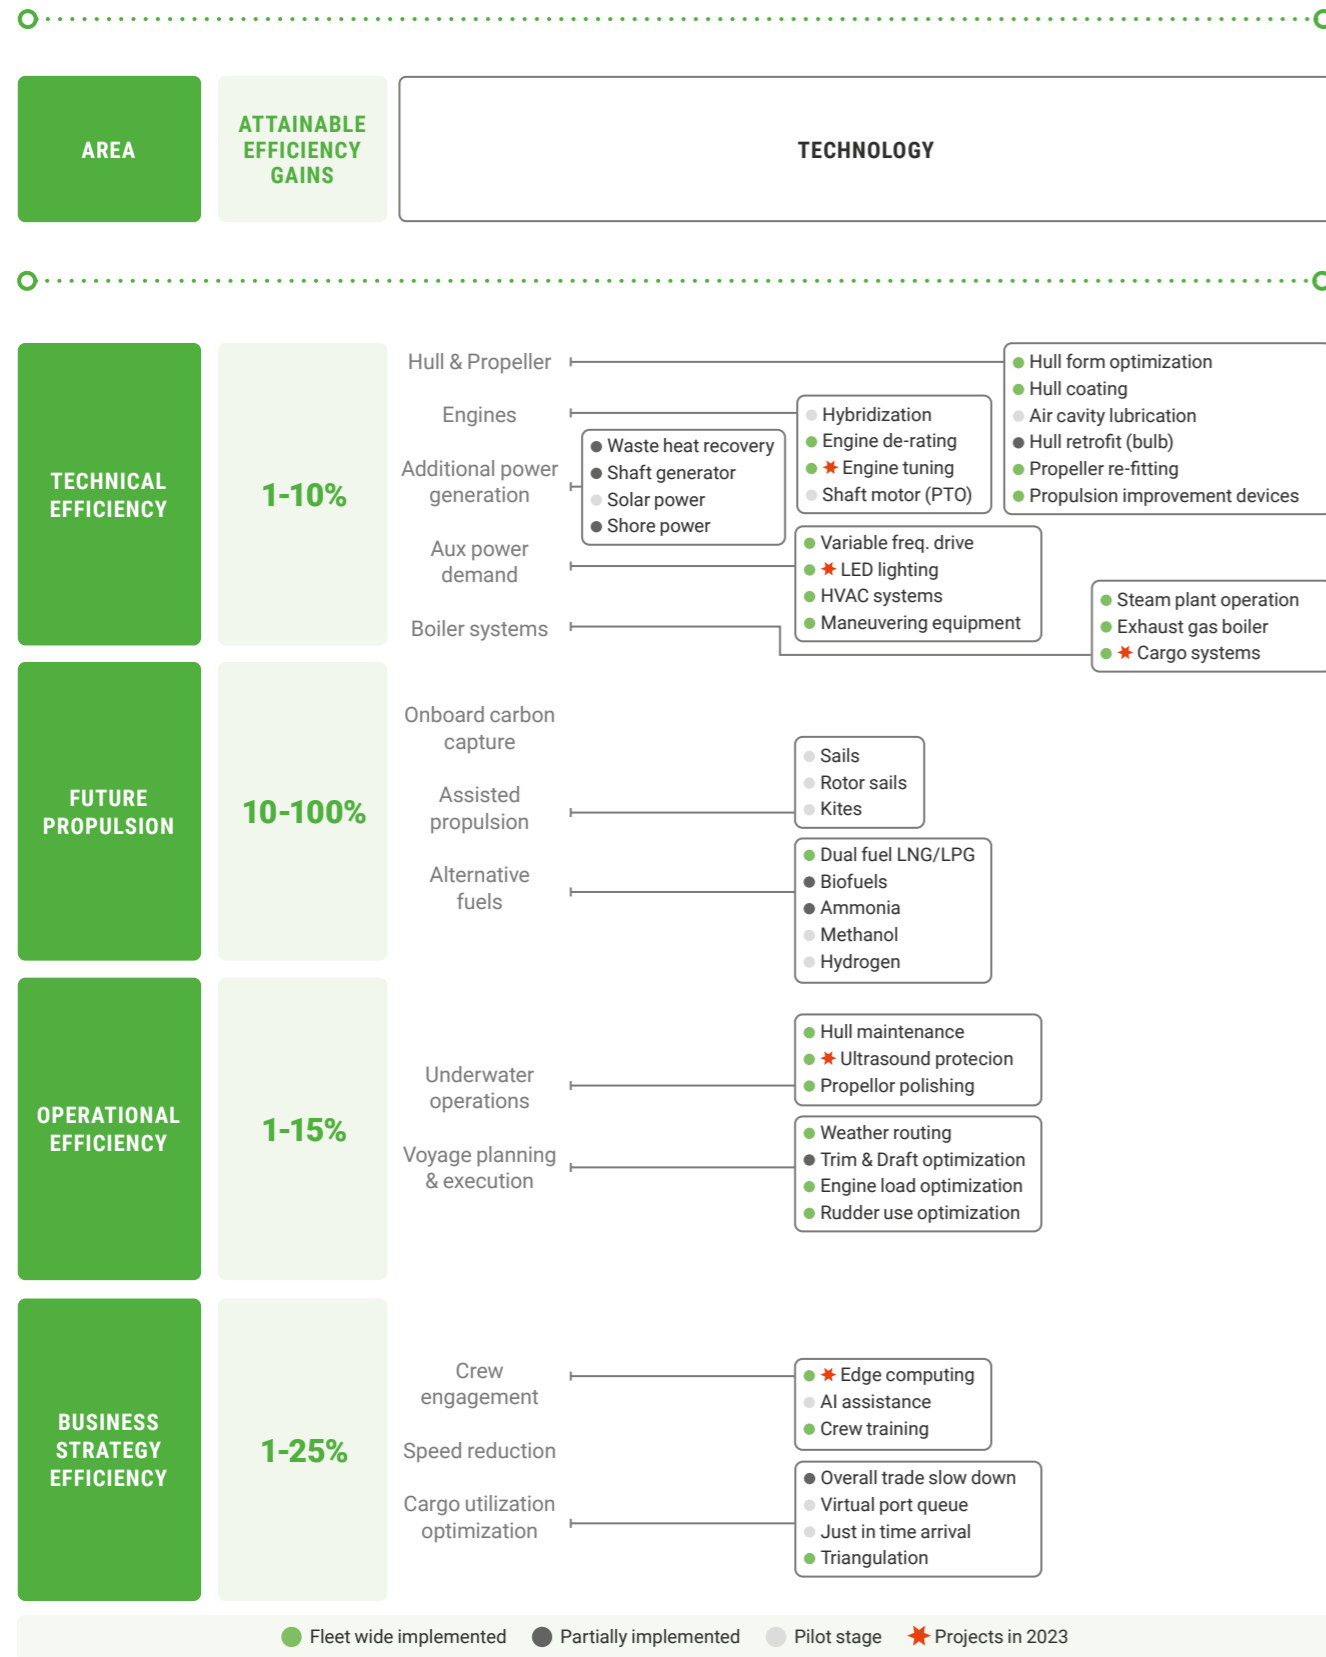 AREA
ATTAINABLE
EFFICIENCY
GAINS
TECHNOLOGY
TECHNICAL
EFFICIENCY
1-10%
Hull & Propeller
Hull form optimization
Hull coating
Air cavity lubrication
Hull retrofit (bulb)
Propeller re-fitting
Propulsion improvement devices
Engines
Hybridization
Engine de-rating
Engine tuning
Shaft motor (PTO)
Additional power
generation
Waste heat recovery
Shaft generator
Solar power
Shore power
Aux power
demand
Variable freq. drive
LED lighting
HVAC systems
Maneuvering equipment
Boiler systems
Steam plant operation
Exhaust gas boiler
Cargo systems
FUTURE
PROPULSION
10-100%
Onboard carbon
capture
Assisted
propulsion
Sails
Rotor sails
Kites
Alternative
fuels
Dual fuel LNG/LPG
Biofuels
Ammonia
Methanol
Hydrogen
OPERATIONAL
EFFICIENCY
1-15%
Underwater
operations
Hull maintenance
Ultrasound protecion
Propellor polishing
Voyage planning
& execution
Weather routing
Trim & Draft optimization
Engine load optimization
Rudder use optimization
BUSINESS
STRATEGY
EFFICIENCY
1-25%
Crew
engagement
Edge computing
AI assistance
Crew training
Speed reduction
Cargo utilization
optimization
Overall trade slow down
Virtual port queue
Just in time arrival
Triangulation
Fleet wide implemented
Partially implemented
Pilot stage
Projects in 2023